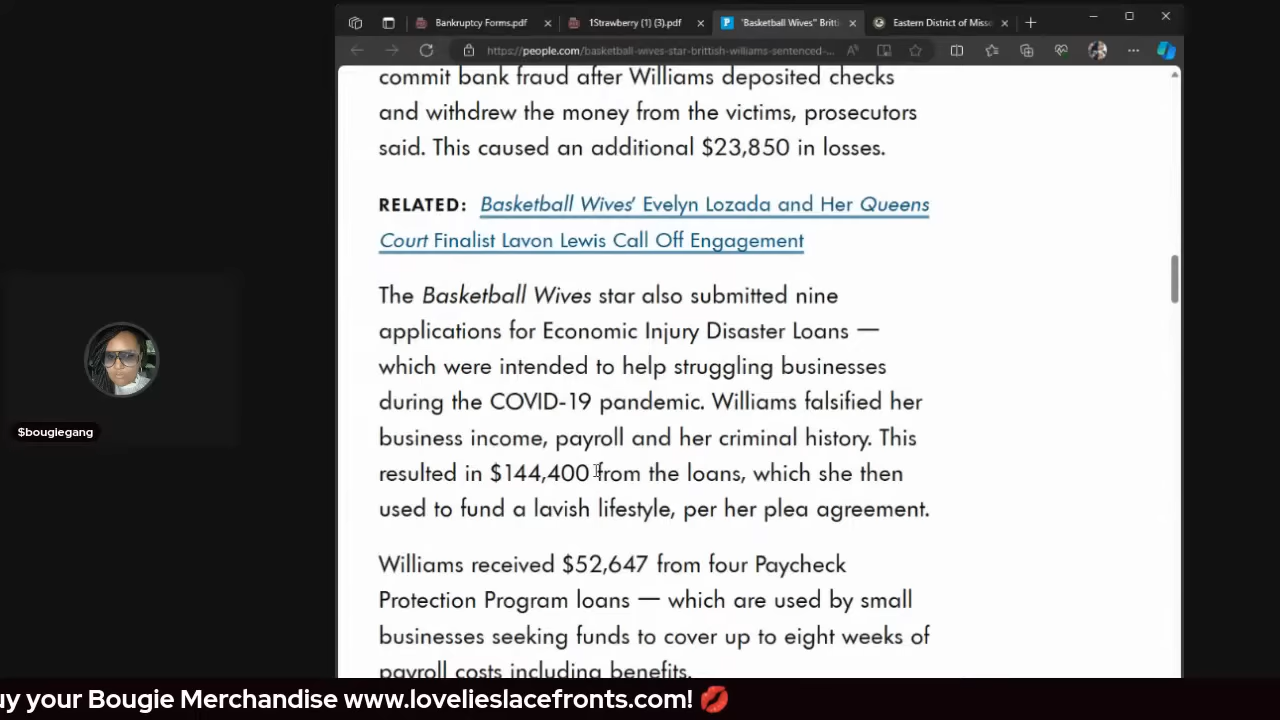 Bankruptcy Forms.pdf
1Strawberry (1) (3).pdf
"Basketball Wives" Britti
Eastern District of Misso
https://people.com/basketball-wives-star-brittish-williams-sentenced-...
commit bank fraud after Williams deposited checks
and withdrew the money from the victims, prosecutors
said. This caused an additional $23,850 in losses.
RELATED: Basketball Wives' Evelyn Lozada and Her Queens
Court Finalist Lavon Lewis Call Off Engagement
The Basketball Wives star also submitted nine
applications for Economic Injury Disaster Loans —
which were intended to help struggling businesses
during the COVID-19 pandemic. Williams falsified her
business income, payroll and her criminal history. This
resulted in $144,400 from the loans, which she then
used to fund a lavish lifestyle, per her plea agreement.
Williams received $52,647 from four Paycheck
Protection Program loans — which are used by small
businesses seeking funds to cover up to eight weeks of
payroll costs including benefits.
$bougiegang
uy your Bougie Merchandise www.lovelieslacefronts.com! 💋